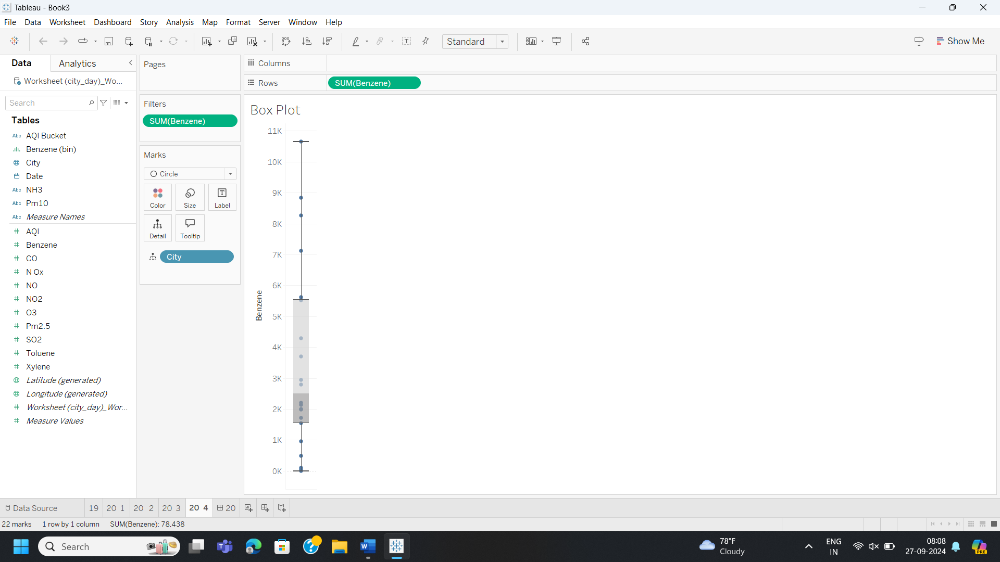 Tableau - Book3
File Data Worksheet Dashboard Story Analysis Map Format Server Window Help
Standard
Show Me
Data Analytics
Worksheet (city_day)_Wo...
Search
Tables
Abc AQI Bucket
Benzene (bin)
City
Date
Abc NH3
Abc Pm10
Abc Measure Names
AQI
Benzene
CO
N Ox
NO
NO2
O3
Pm2.5
SO2
Toluene
Xylene
Latitude (generated)
Longitude (generated)
Worksheet (city_day)_Wor...
Measure Values
Pages
Filters
SUM(Benzene)
Marks
Circle
Color Size Label
Detail Tooltip
City
Columns
Rows SUM(Benzene)
Box Plot
Benzene
11K
10K
9K
8K
7K
6K
5K
4K
3K
2K
1K
0K
Data Source 19 20 1 20 2 20 3 20 4 20
22 marks 1 row by 1 column SUM(Benzene): 78,438
Search
78°F
Cloudy
ENG
IN
08:08
27-09-2024
PRE